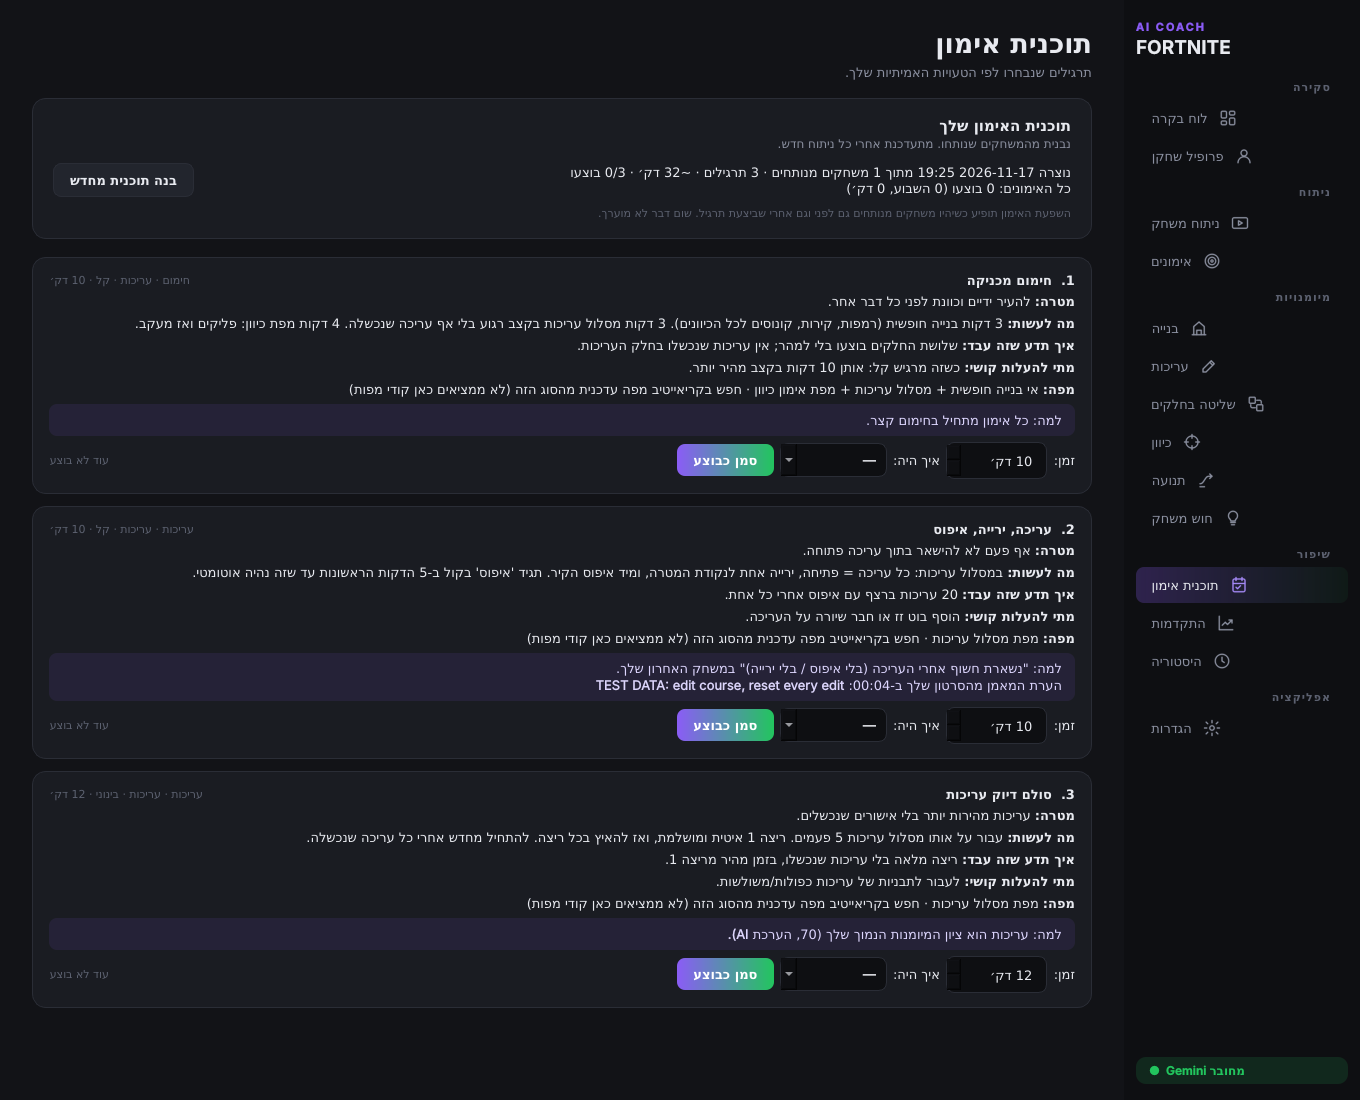 AI COACH
FORTNITE
סקירה
לוח בקרה
פרופיל שחקן
ניתוח
ניתוח משחק
אימונים
מיומנויות
בנייה
עריכות
שליטה בחלקים
כיוון
תנועה
חוש משחק
שיפור
תוכנית אימון
התקדמות
היסטוריה
אפליקציה
הגדרות
מחובר Gemini
תוכנית אימון
תרגילים שנבחרו לפי הטעויות האמיתיות שלך.
תוכנית האימון שלך
נבנית מהמשחקים שנותחו. מתעדכנת אחרי כל ניתוח חדש.
נוצרה 2026-11-17 19:25 מתוך 1 משחקים מנותחים · 3 תרגילים · ~32 דק׳ · 0/3 בוצעו
כל האימונים: 0 בוצעו (0 השבוע, 0 דק׳)
בנה תוכנית מחדש
השפעת האימון תופיע כשיהיו משחקים מנותחים גם לפני וגם אחרי שביצעת תרגיל. שום דבר לא מוערך.
1. חימום מכניקה
חימום · עריכות · קל · 10 דק׳
מטרה: להעיר ידיים וכוונת לפני כל דבר אחר.
מה לעשות: 3 דקות בנייה חופשית (רמפות, קירות, קונוסים לכל הכיוונים). 3 דקות מסלול עריכות בקצב רגוע בלי אף עריכה שנכשלה. 4 דקות מפת כיוון: פליקים ואז מעקב.
איך תדע שזה עבד: שלושת החלקים בוצעו בלי למהר; אין עריכות שנכשלו בחלק העריכות.
מתי להעלות קושי: כשזה מרגיש קל: אותן 10 דקות בקצב מהיר יותר.
מפה: אי בנייה חופשית + מסלול עריכות + מפת אימון כיוון · חפש בקריאייטיב מפה עדכנית מהסוג הזה (לא ממציאים כאן קודי מפות)
למה: כל אימון מתחיל בחימום קצר.
זמן: 10 דק׳ איך היה: — סמן כבוצע
עוד לא בוצע
2. עריכה, ירייה, איפוס
עריכות · עריכות · קל · 10 דק׳
מטרה: אף פעם לא להישאר בתוך עריכה פתוחה.
מה לעשות: במסלול עריכות: כל עריכה = פתיחה, ירייה אחת לנקודת המטרה, ומיד איפוס הקיר. תגיד 'איפוס' בקול ב-5 הדקות הראשונות עד שזה נהיה אוטומטי.
איך תדע שזה עבד: 20 עריכות ברצף עם איפוס אחרי כל אחת.
מתי להעלות קושי: הוסף בוט זז או חבר שיורה על העריכה.
מפה: מפת מסלול עריכות · חפש בקריאייטיב מפה עדכנית מהסוג הזה (לא ממציאים כאן קודי מפות)
למה: "נשארת חשוף אחרי העריכה (בלי איפוס / בלי ירייה)" במשחק האחרון שלך.
הערת המאמן מהסרטון שלך ב-00:04: TEST DATA: edit course, reset every edit
זמן: 10 דק׳ איך היה: — סמן כבוצע
עוד לא בוצע
3. סולם דיוק עריכות
עריכות · עריכות · בינוני · 12 דק׳
מטרה: עריכות מהירות יותר בלי אישורים שנכשלים.
מה לעשות: עבור על אותו מסלול עריכות 5 פעמים. ריצה 1 איטית ומושלמת, ואז להאיץ בכל ריצה. להתחיל מחדש אחרי כל עריכה שנכשלה.
איך תדע שזה עבד: ריצה מלאה בלי עריכות שנכשלו, בזמן מהיר מריצה 1.
מתי להעלות קושי: לעבור לתבניות של עריכות כפולות/משולשות.
מפה: מפת מסלול עריכות · חפש בקריאייטיב מפה עדכנית מהסוג הזה (לא ממציאים כאן קודי מפות)
למה: עריכות הוא ציון המיומנות הנמוך שלך (70, הערכת AI).
זמן: 12 דק׳ איך היה: — סמן כבוצע
עוד לא בוצע